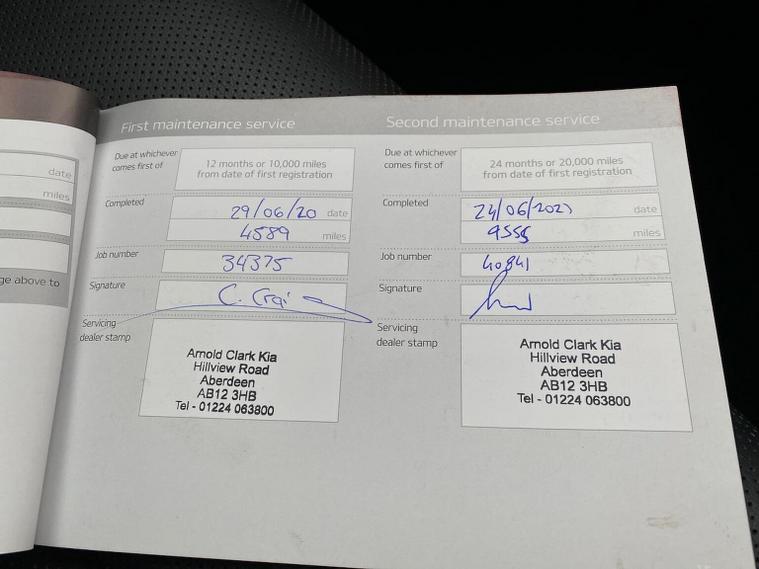 date
miles
ge above to
First maintenance service
Due at whichever
comes first of
12 months or 10,000 miles
from date of first registration
Completed
29/06/20 date
4589 miles
Job number
34375
Signature
C. Crai
Servicing
dealer stamp
Arnold Clark Kia
Hillview Road
Aberdeen
AB12 3HB
Tel - 01224 063800
Second maintenance service
Due at whichever
comes first of
24 months or 20,000 miles
from date of first registration
Completed
date
miles
Job number
40841
Signature
Servicing
dealer stamp
Arnold Clark Kia
Hillview Road
Aberdeen
AB12 3HB
Tel - 01224 063800